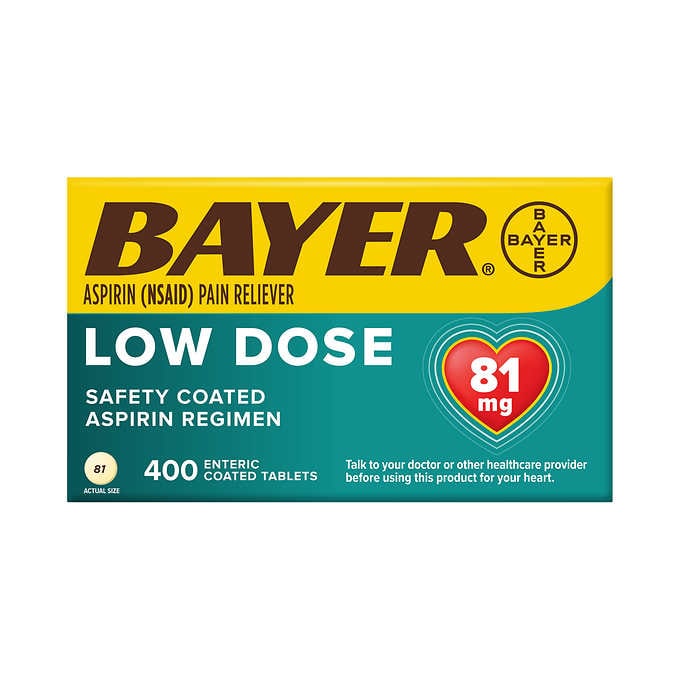 BAYER®
BAYER
BAYER
ASPIRIN (NSAID) PAIN RELIEVER
LOW DOSE
81
mg
SAFETY COATED
ASPIRIN REGIMEN
81
ACTUAL SIZE
400 ENTERIC
COATED TABLETS
Talk to your doctor or other healthcare provider
before using this product for your heart.